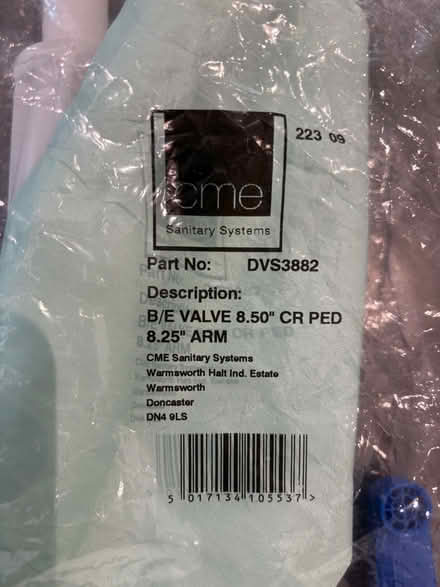 223 09
cme
Sanitary Systems
Part No: DVS3882
Description:
B/E VALVE 8.50" CR PED
8.25" ARM
CME Sanitary Systems
Warmsworth Halt Ind. Estate
Warmsworth
Doncaster
DN4 9LS
5 017134 105537 >